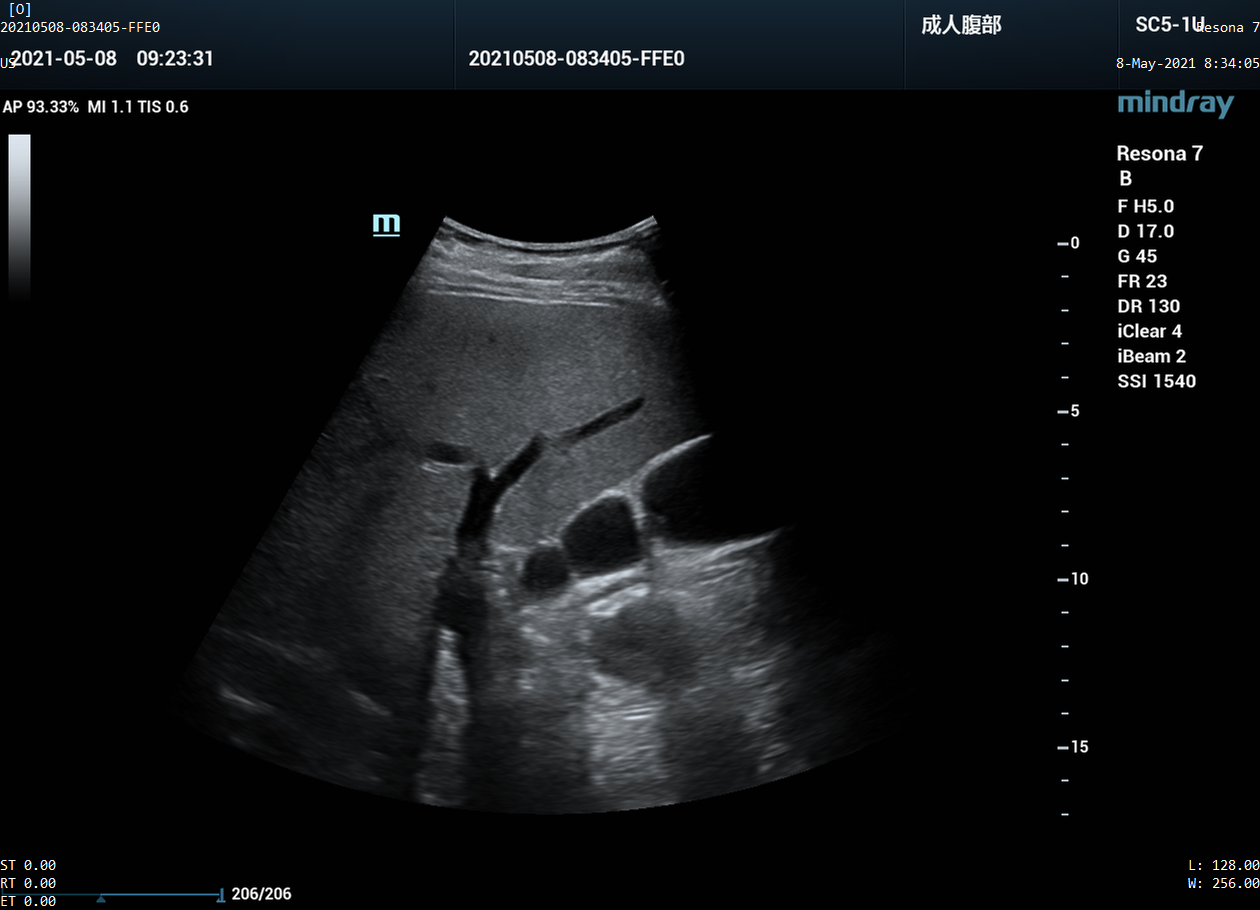 [O]
20210508-083405-FFE0
US
2021-05-08 09:23:31
20210508-083405-FFE0
成人腹部
SC5-1U
Resona 7
8-May-2021 8:34:05
AP 93.33% MI 1.1 TIS 0.6
mindray
m
Resona 7
B
F H5.0
D 17.0
G 45
FR 23
DR 130
iClear 4
iBeam 2
SSI 1540
0
5
10
15
ST 0.00
RT 0.00
ET 0.00
206/206
L: 128.00
W: 256.00